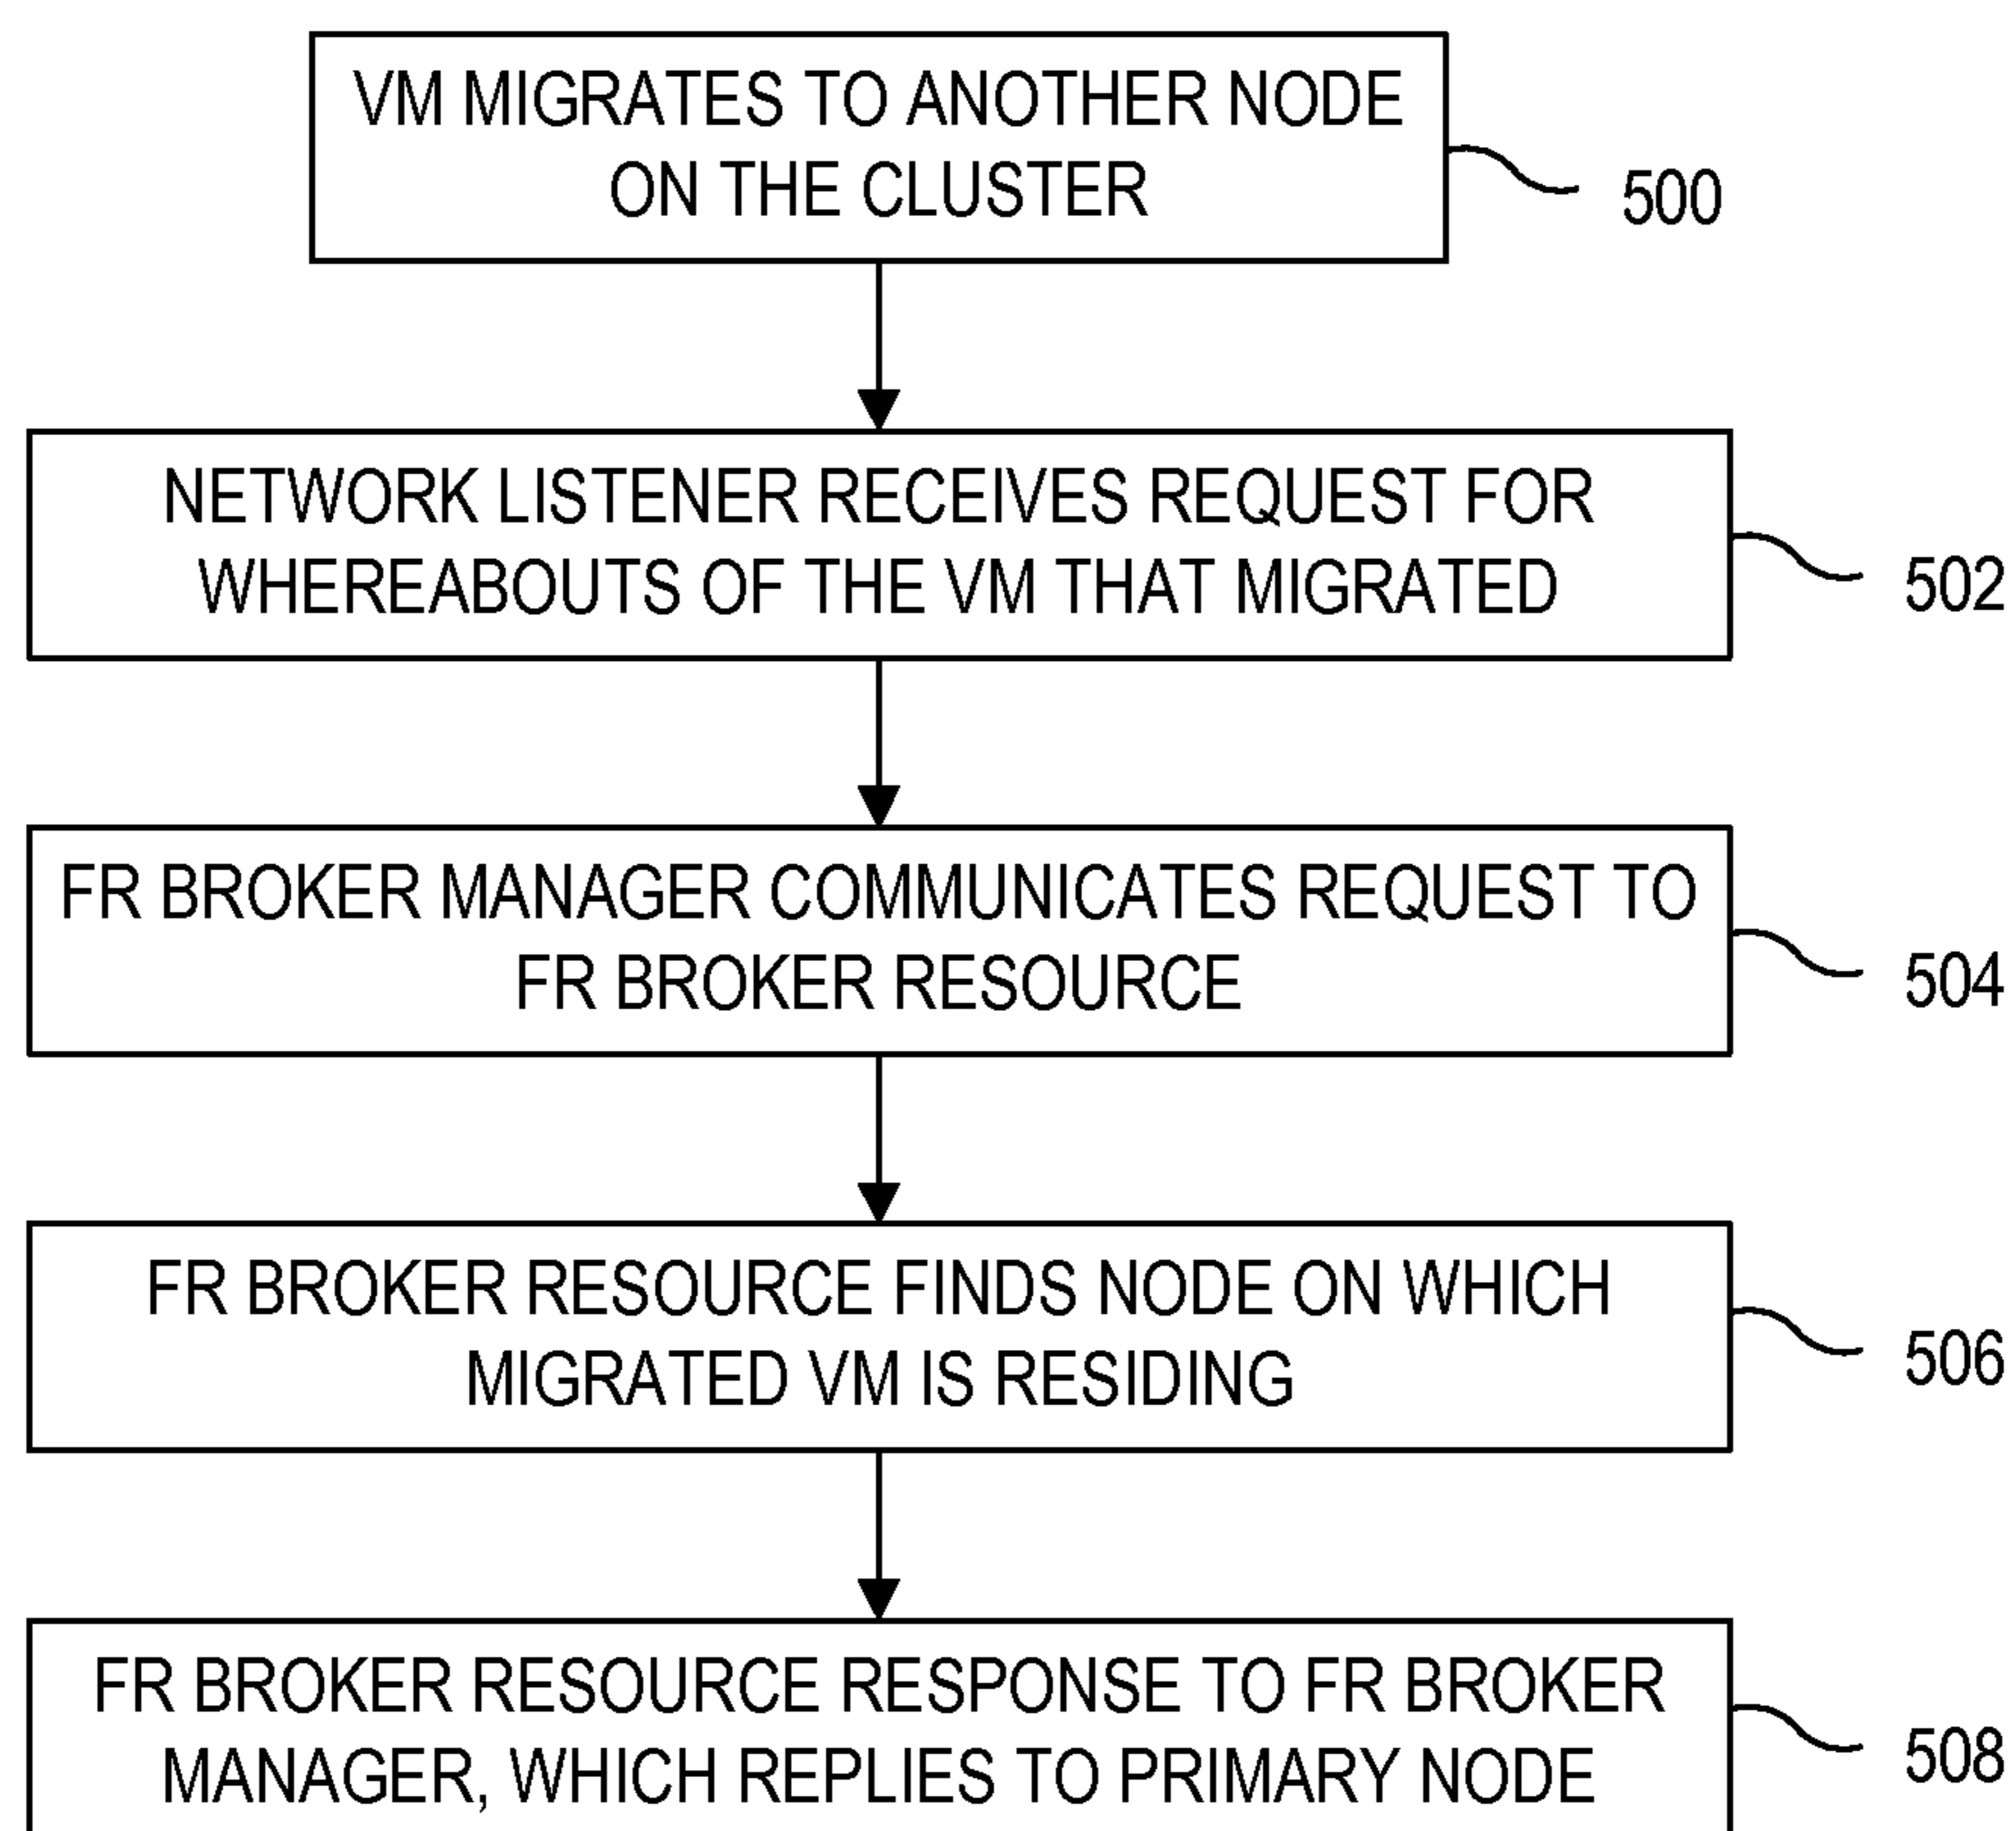 VM MIGRATES TO ANOTHER NODE
ON THE CLUSTER
500
NETWORK LISTENER RECEIVES REQUEST FOR
WHEREABOUTS OF THE VM THAT MIGRATED
502
FR BROKER MANAGER COMMUNICATES REQUEST TO
FR BROKER RESOURCE
504
FR BROKER RESOURCE FINDS NODE ON WHICH
MIGRATED VM IS RESIDING
506
FR BROKER RESOURCE RESPONSE TO FR BROKER
MANAGER, WHICH REPLIES TO PRIMARY NODE
508